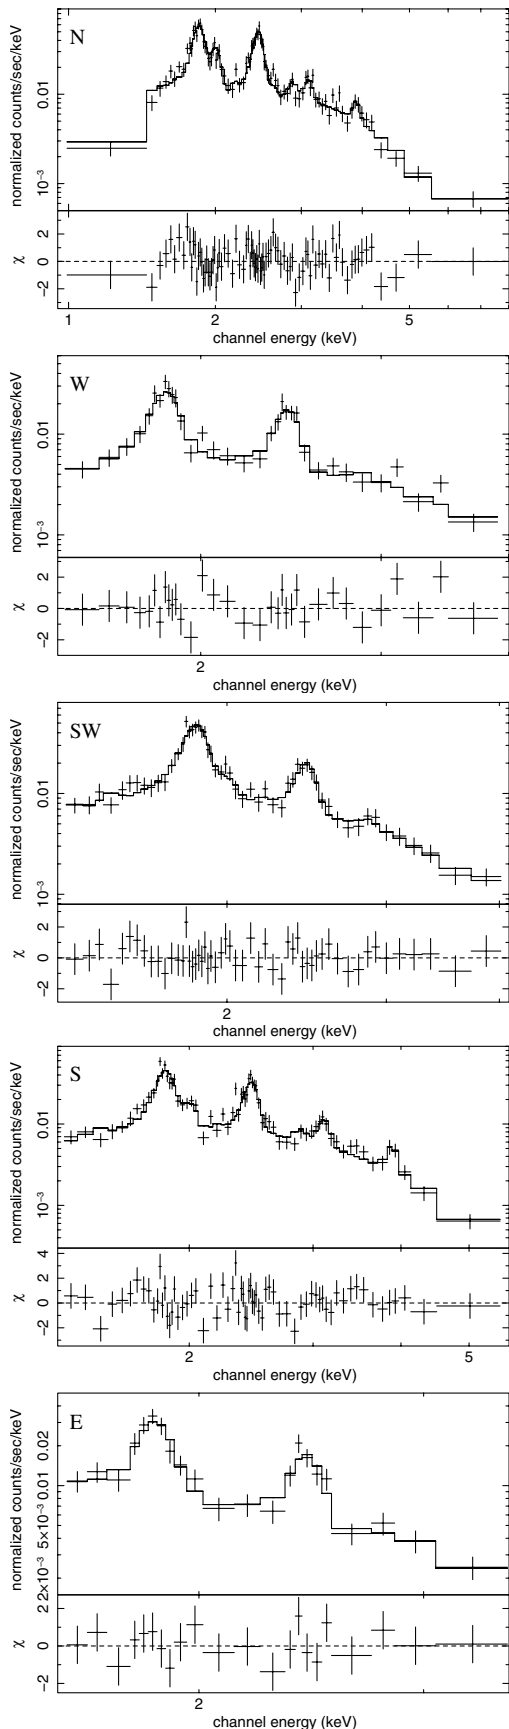 N
normalized counts/sec/keV
0.01
10⁻³
χ
2
0
−2
1
2
5
channel energy (keV)
W
normalized counts/sec/keV
0.01
10⁻³
χ
2
0
−2
2
channel energy (keV)
SW
normalized counts/sec/keV
0.01
10⁻³
χ
2
0
−2
2
channel energy (keV)
S
normalized counts/sec/keV
0.01
10⁻³
χ
4
2
0
−2
2
5
channel energy (keV)
E
normalized counts/sec/keV
0.02
0.01
5×10⁻³
2×10⁻³
χ
2
0
−2
2
channel energy (keV)